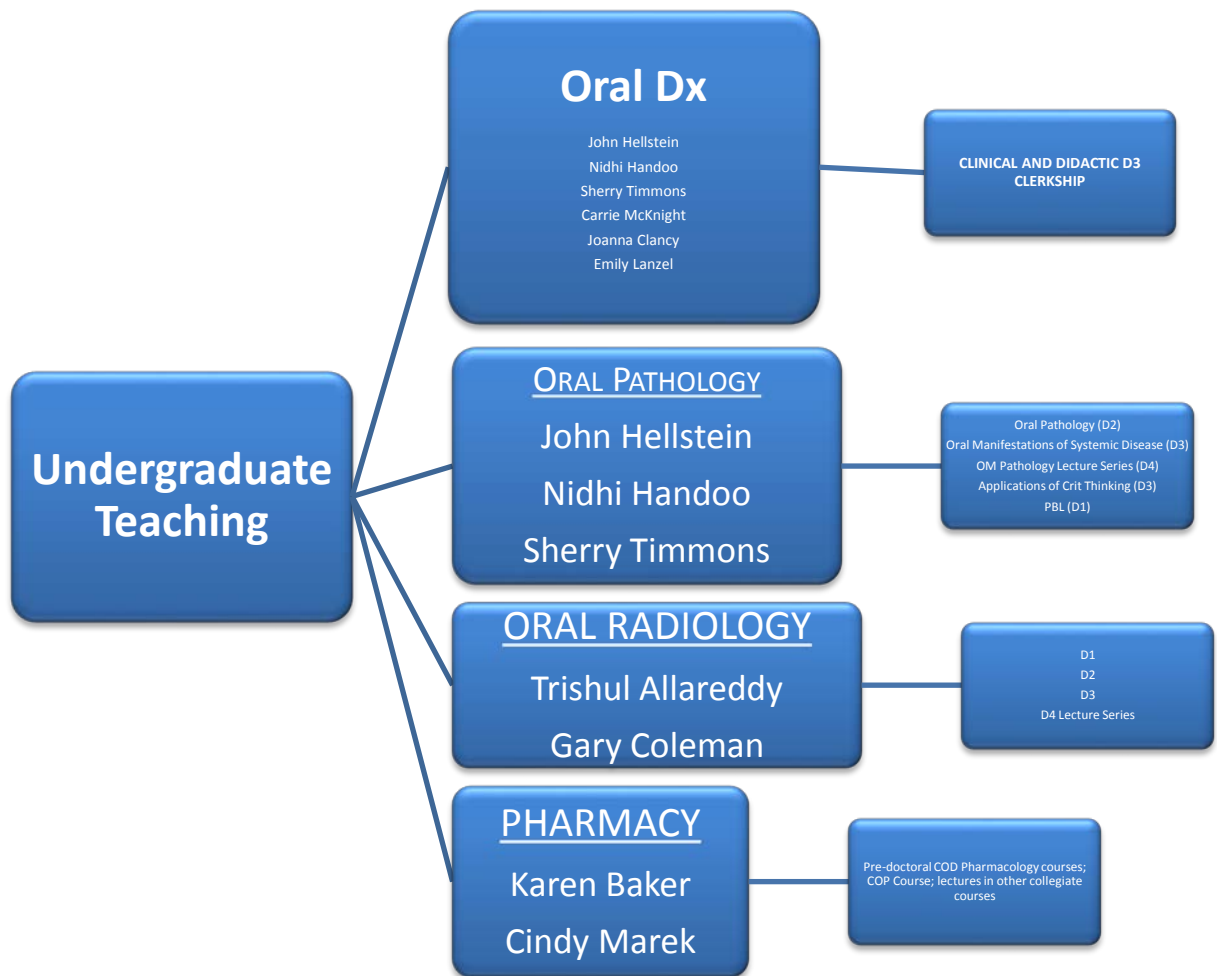 Undergraduate
Teaching
Oral Dx
John Hellstein
Nidhi Handoo
Sherry Timmons
Carrie McKnight
Joanna Clancy
Emily Lanzel
CLINICAL AND DIDACTIC D3
CLERKSHIP
ORAL PATHOLOGY
John Hellstein
Nidhi Handoo
Sherry Timmons
Oral Pathology (D2)
Oral Manifestations of Systemic Disease (D3)
OM Pathology Lecture Series (D4)
Applications of Crit Thinking (D3)
PBL (D1)
ORAL RADIOLOGY
Trishul Allareddy
Gary Coleman
D1
D2
D3
D4 Lecture Series
PHARMACY
Karen Baker
Cindy Marek
Pre-doctoral COD Pharmacology courses;
COP Course; lectures in other collegiate
courses